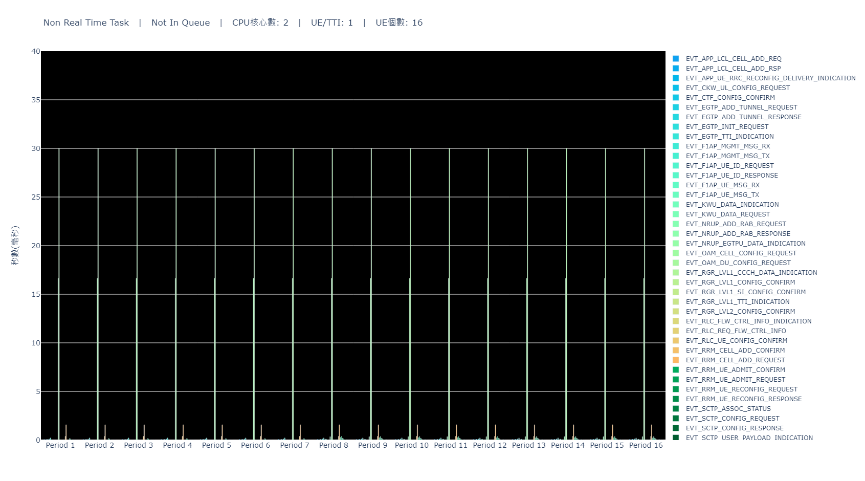 Non Real Time Task | Not In Queue | CPU核心數: 2 | UE/TTI: 1 | UE個數: 16
40
35
30
25
20
15
10
5
0
秒數(毫秒)
Period 1 Period 2 Period 3 Period 4 Period 5 Period 6 Period 7 Period 8 Period 9 Period 10 Period 11 Period 12 Period 13 Period 14 Period 15 Period 16
EVT_APP_LCL_CELL_ADD_REQ
EVT_APP_LCL_CELL_ADD_RSP
EVT_APP_UE_RRC_RECONFIG_DELIVERY_INDICATION
EVT_CKW_UL_CONFIG_REQUEST
EVT_CTF_CONFIG_CONFIRM
EVT_EGTP_ADD_TUNNEL_REQUEST
EVT_EGTP_ADD_TUNNEL_RESPONSE
EVT_EGTP_INIT_REQUEST
EVT_EGTP_TTI_INDICATION
EVT_F1AP_MGMT_MSG_RX
EVT_F1AP_MGMT_MSG_TX
EVT_F1AP_UE_ID_REQUEST
EVT_F1AP_UE_ID_RESPONSE
EVT_F1AP_UE_MSG_RX
EVT_F1AP_UE_MSG_TX
EVT_KWU_DATA_INDICATION
EVT_KWU_DATA_REQUEST
EVT_NRUP_ADD_RAB_REQUEST
EVT_NRUP_ADD_RAB_RESPONSE
EVT_NRUP_EGTPU_DATA_INDICATION
EVT_OAM_CELL_CONFIG_REQUEST
EVT_OAM_DU_CONFIG_REQUEST
EVT_RGR_LVL1_CCCH_DATA_INDICATION
EVT_RGR_LVL1_CONFIG_CONFIRM
EVT_RGR_LVL1_SI_CONFIG_CONFIRM
EVT_RGR_LVL1_TTI_INDICATION
EVT_RGR_LVL2_CONFIG_CONFIRM
EVT_RLC_FLW_CTRL_INFO_INDICATION
EVT_RLC_REQ_FLW_CTRL_INFO
EVT_RLC_UE_CONFIG_CONFIRM
EVT_RRM_CELL_ADD_CONFIRM
EVT_RRM_CELL_ADD_REQUEST
EVT_RRM_UE_ADMIT_CONFIRM
EVT_RRM_UE_ADMIT_REQUEST
EVT_RRM_UE_RECONFIG_REQUEST
EVT_RRM_UE_RECONFIG_RESPONSE
EVT_SCTP_ASSOC_STATUS
EVT_SCTP_CONFIG_REQUEST
EVT_SCTP_CONFIG_RESPONSE
EVT_SCTP_USER_PAYLOAD_INDICATION